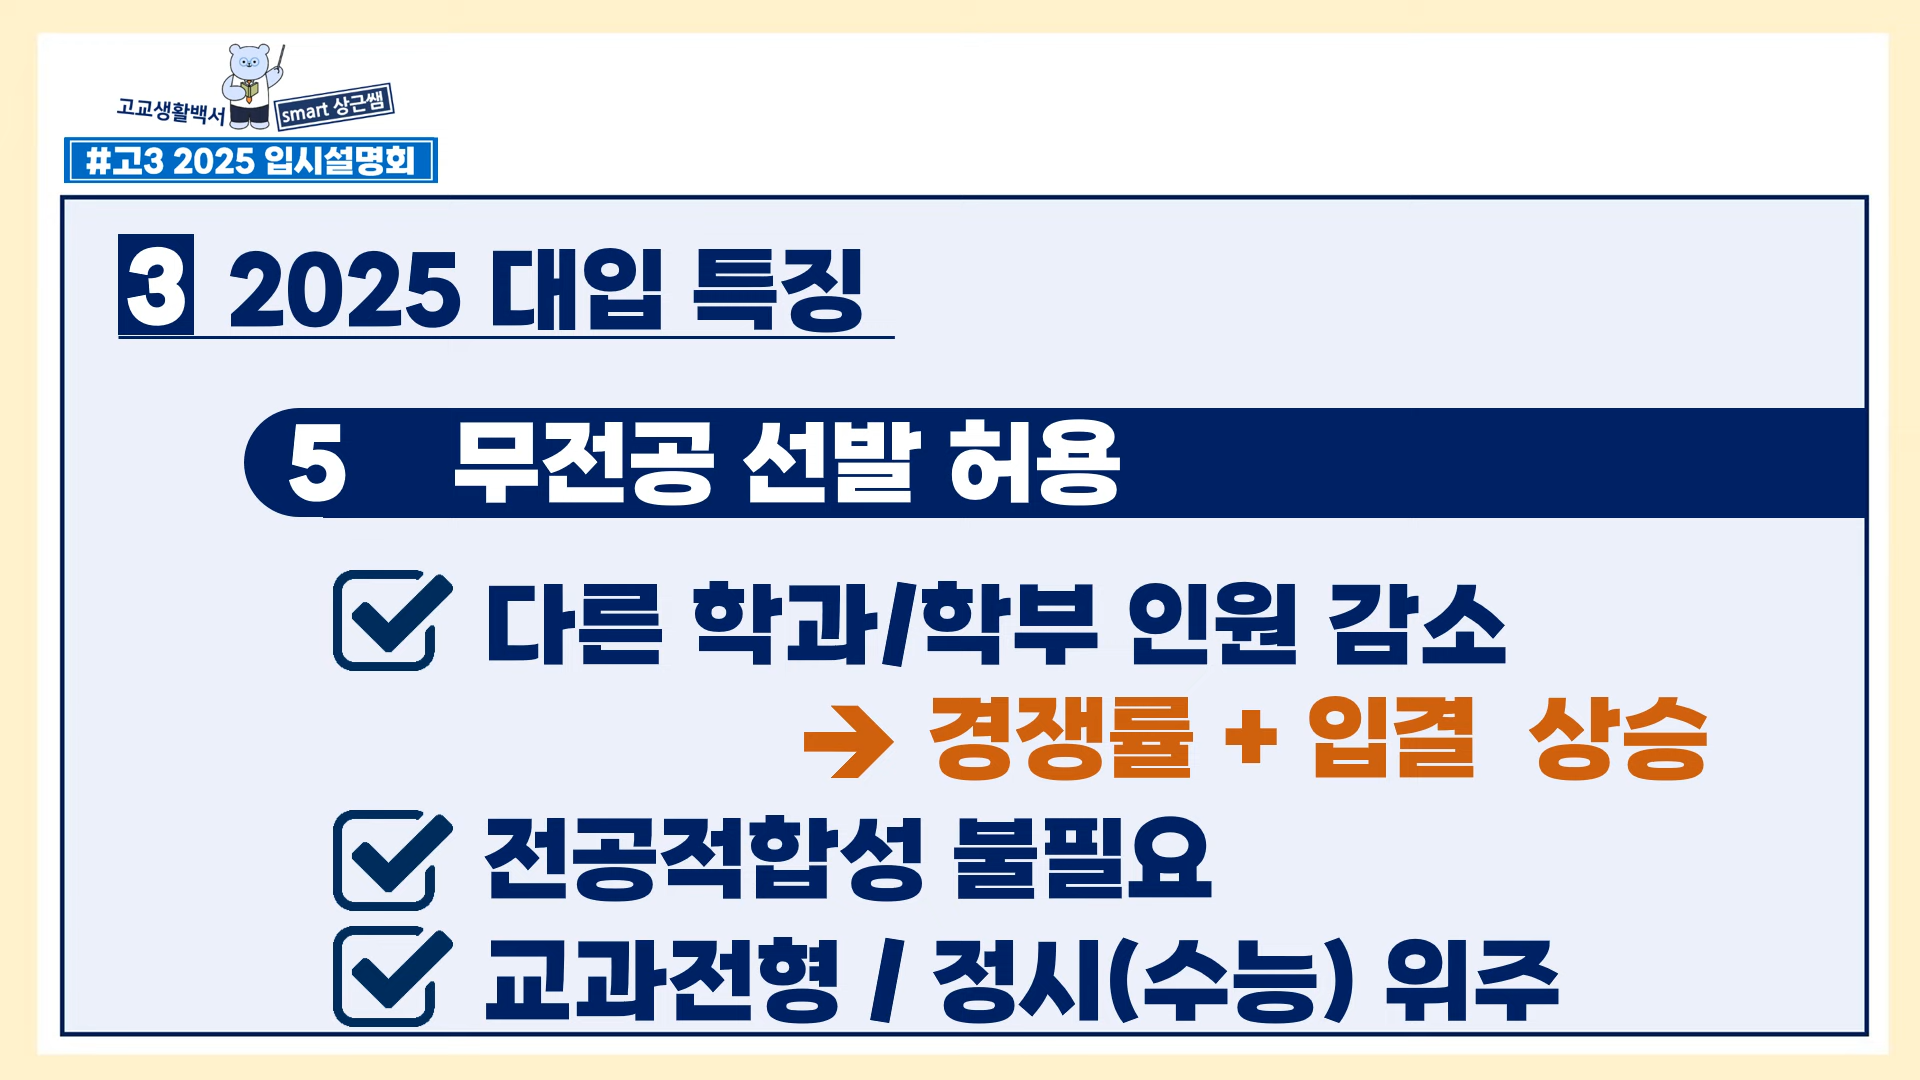 고교생활백서 smart 상근쌤
#고3 2025 입시설명회
3 2025 대입 특징
5 무전공 선발 허용
다른 학과/학부 인원 감소
→ 경쟁률 + 입결 상승
전공적합성 불필요
교과전형 / 정시(수능) 위주